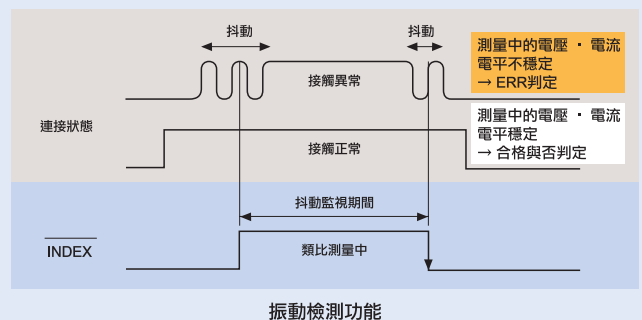 抖動
抖動
測量中的電壓・電流
電平不穩定
→ ERR判定
接觸異常
連接狀態
測量中的電壓・電流
電平穩定
→ 合格與否判定
接觸正常
抖動監視期間
INDEX
類比測量中
振動檢測功能